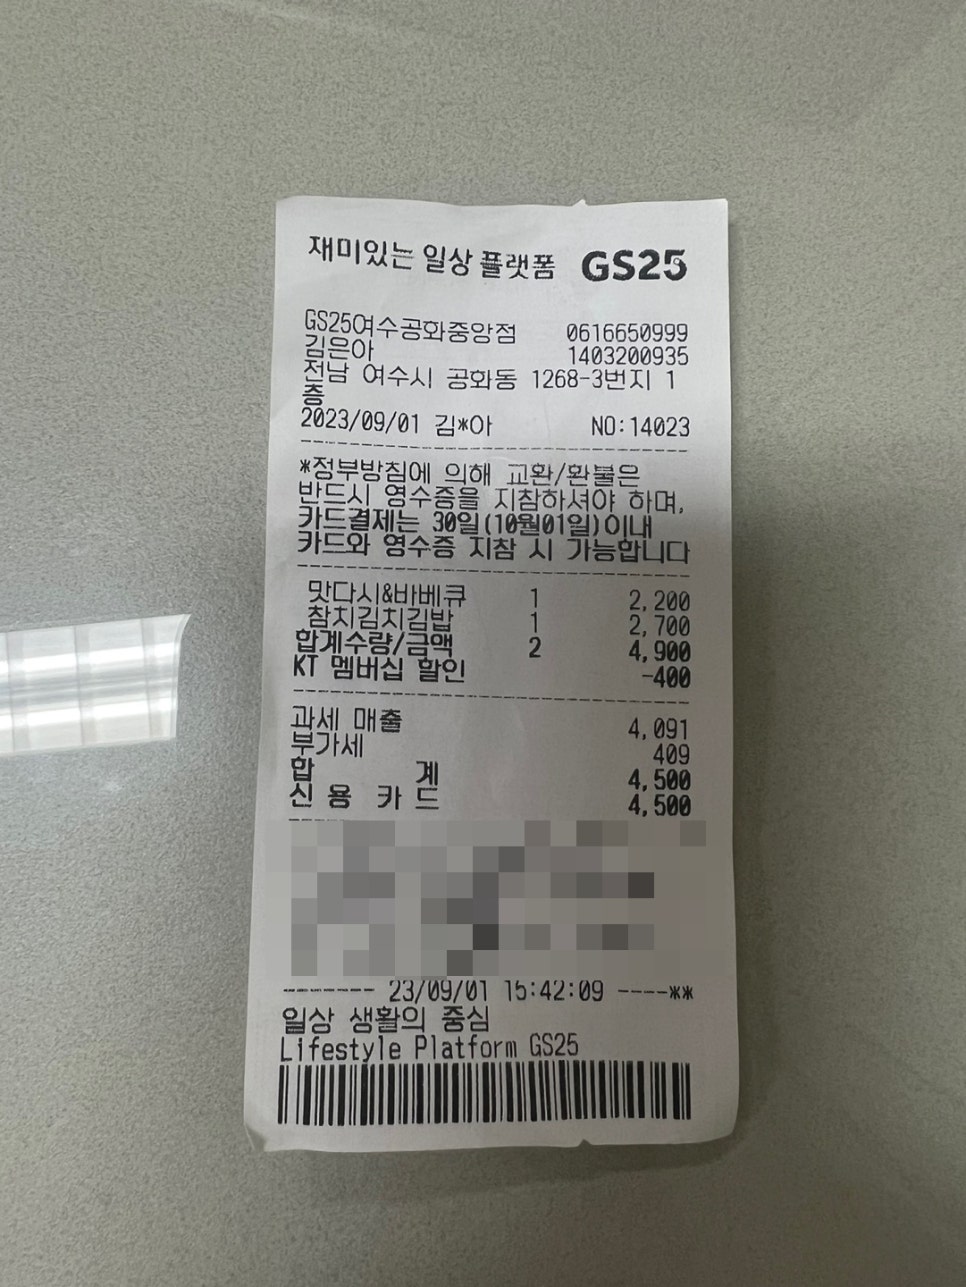 재미있는 일상 플랫폼 GS25
GS25여수공화중앙점 0616650999
김은아 1403200935
전남 여수시 공화동 1268-3번지 1
층
2023/09/01 김*아 NO:14023
*정부방침에 의해 교환/환불은
반드시 영수증을 지참하셔야 하며,
카드결제는 30일(10월01일)이내
카드와 영수증 지참 시 가능합니다
맛다시&바베큐 1 2,200
참치김치김밥 1 2,700
합계수량/금액 2 4,900
KT 멤버십 할인 -400
과세 매출 4,091
부가세 409
합 계 4,500
신 용 카 드 4,500
---- 23/09/01 15:42:09 ----**
일상 생활의 중심
Lifestyle Platform GS25